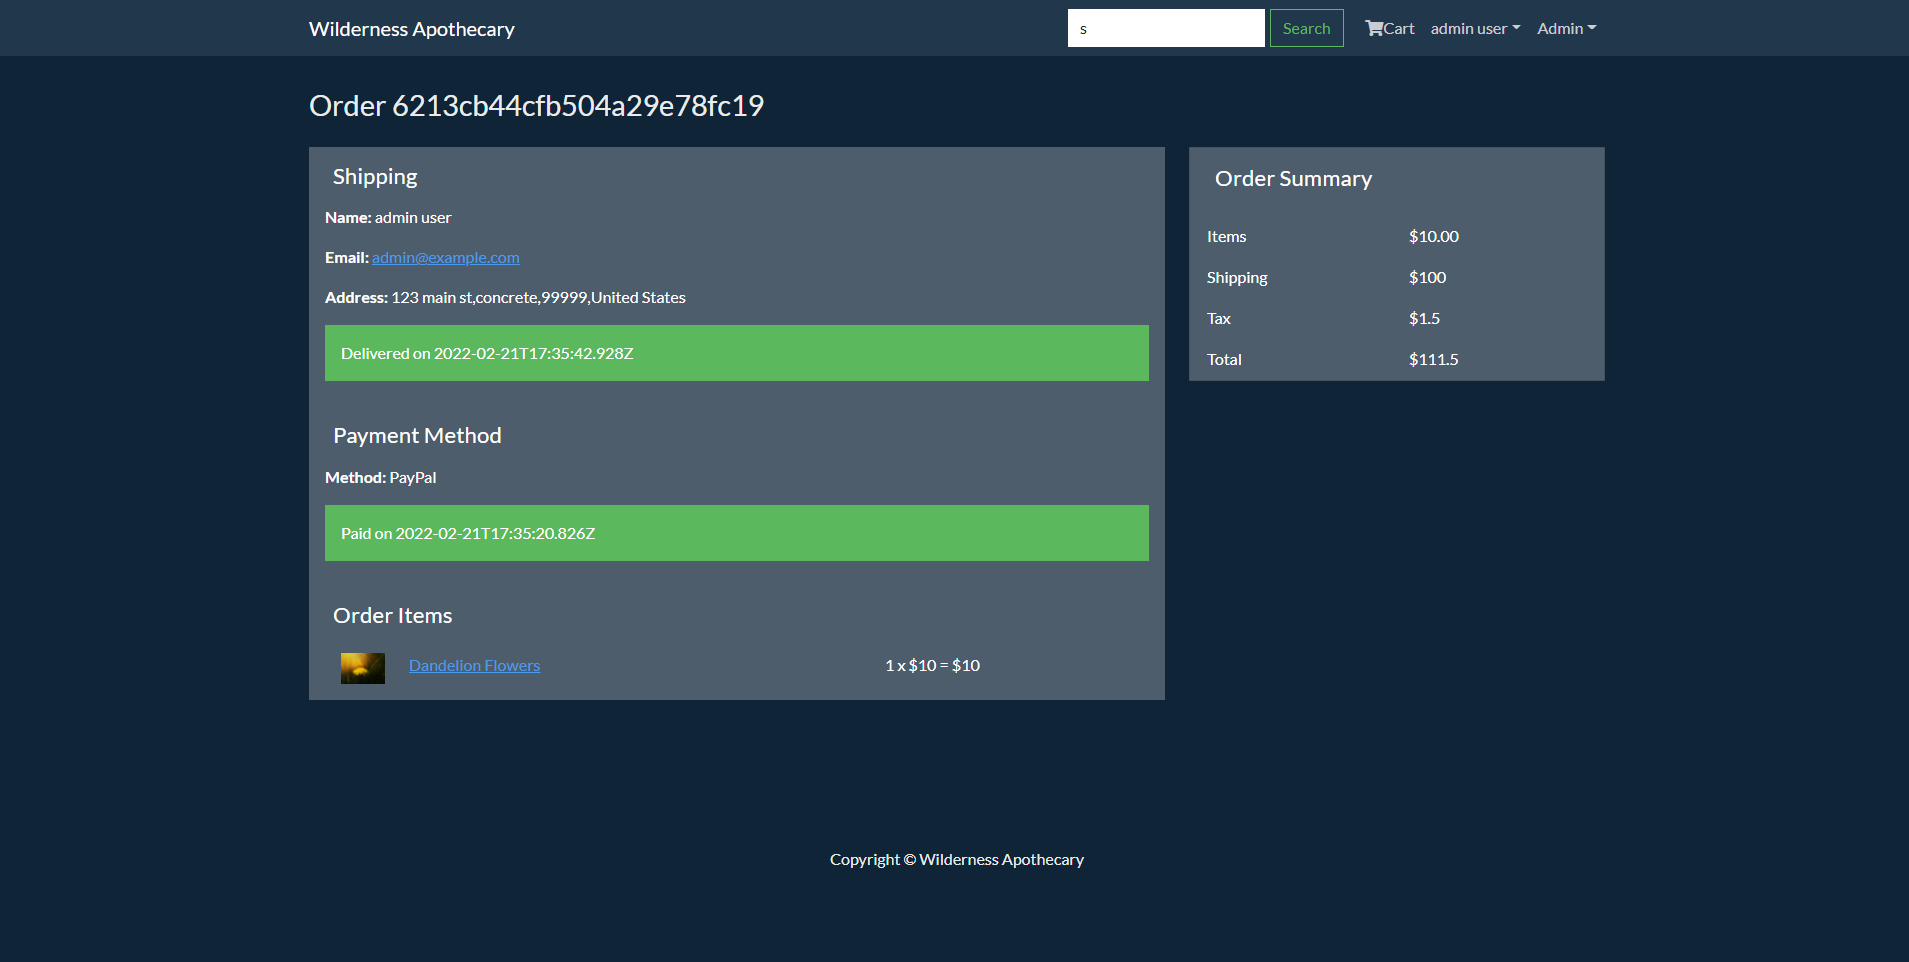 Wilderness Apothecary
s
Search
Cart
admin user
Admin
Order 6213cb44cfb504a29e78fc19
Shipping
Name: admin user
Email: admin@example.com
Address: 123 main st,concrete,99999,United States
Delivered on 2022-02-21T17:35:42.928Z
Payment Method
Method: PayPal
Paid on 2022-02-21T17:35:20.826Z
Order Items
Dandelion Flowers 1 x $10 = $10
Order Summary
Items $10.00
Shipping $100
Tax $1.5
Total $111.5
Copyright © Wilderness Apothecary